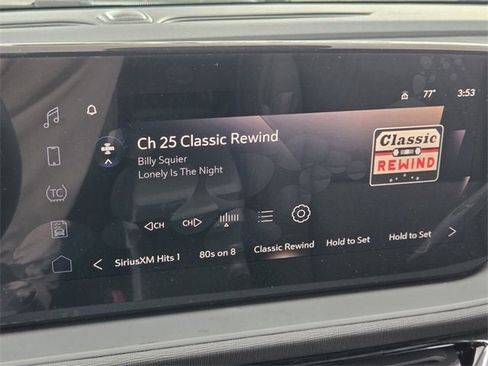 77° 3:53
Ch 25 Classic Rewind
Billy Squier
Lonely Is The Night
Classic
REWIND
TC
CH CH
SiriusXM Hits 1 80s on 8 Classic Rewind Hold to Set Hold to Set